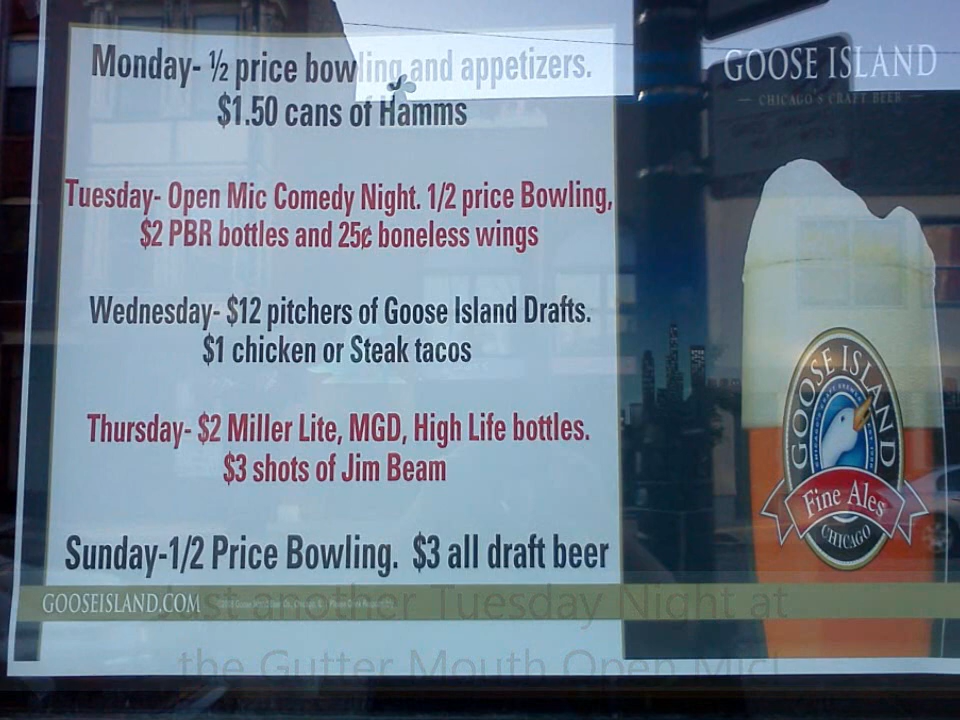 Monday- ½ price bowling and appetizers.
$1.50 cans of Hamms
Tuesday- Open Mic Comedy Night. 1/2 price Bowling,
$2 PBR bottles and 25¢ boneless wings
Wednesday- $12 pitchers of Goose Island Drafts.
$1 chicken or Steak tacos
Thursday- $2 Miller Lite, MGD, High Life bottles.
$3 shots of Jim Beam
Sunday-1/2 Price Bowling. $3 all draft beer
GOOSEISLAND.COM
Just another Tuesday Night at
the Gutter Mouth Open Mic!
GOOSE ISLAND
— CHICAGO'S CRAFT BEER —
GOOSE ISLAND
Fine Ales
CHICAGO